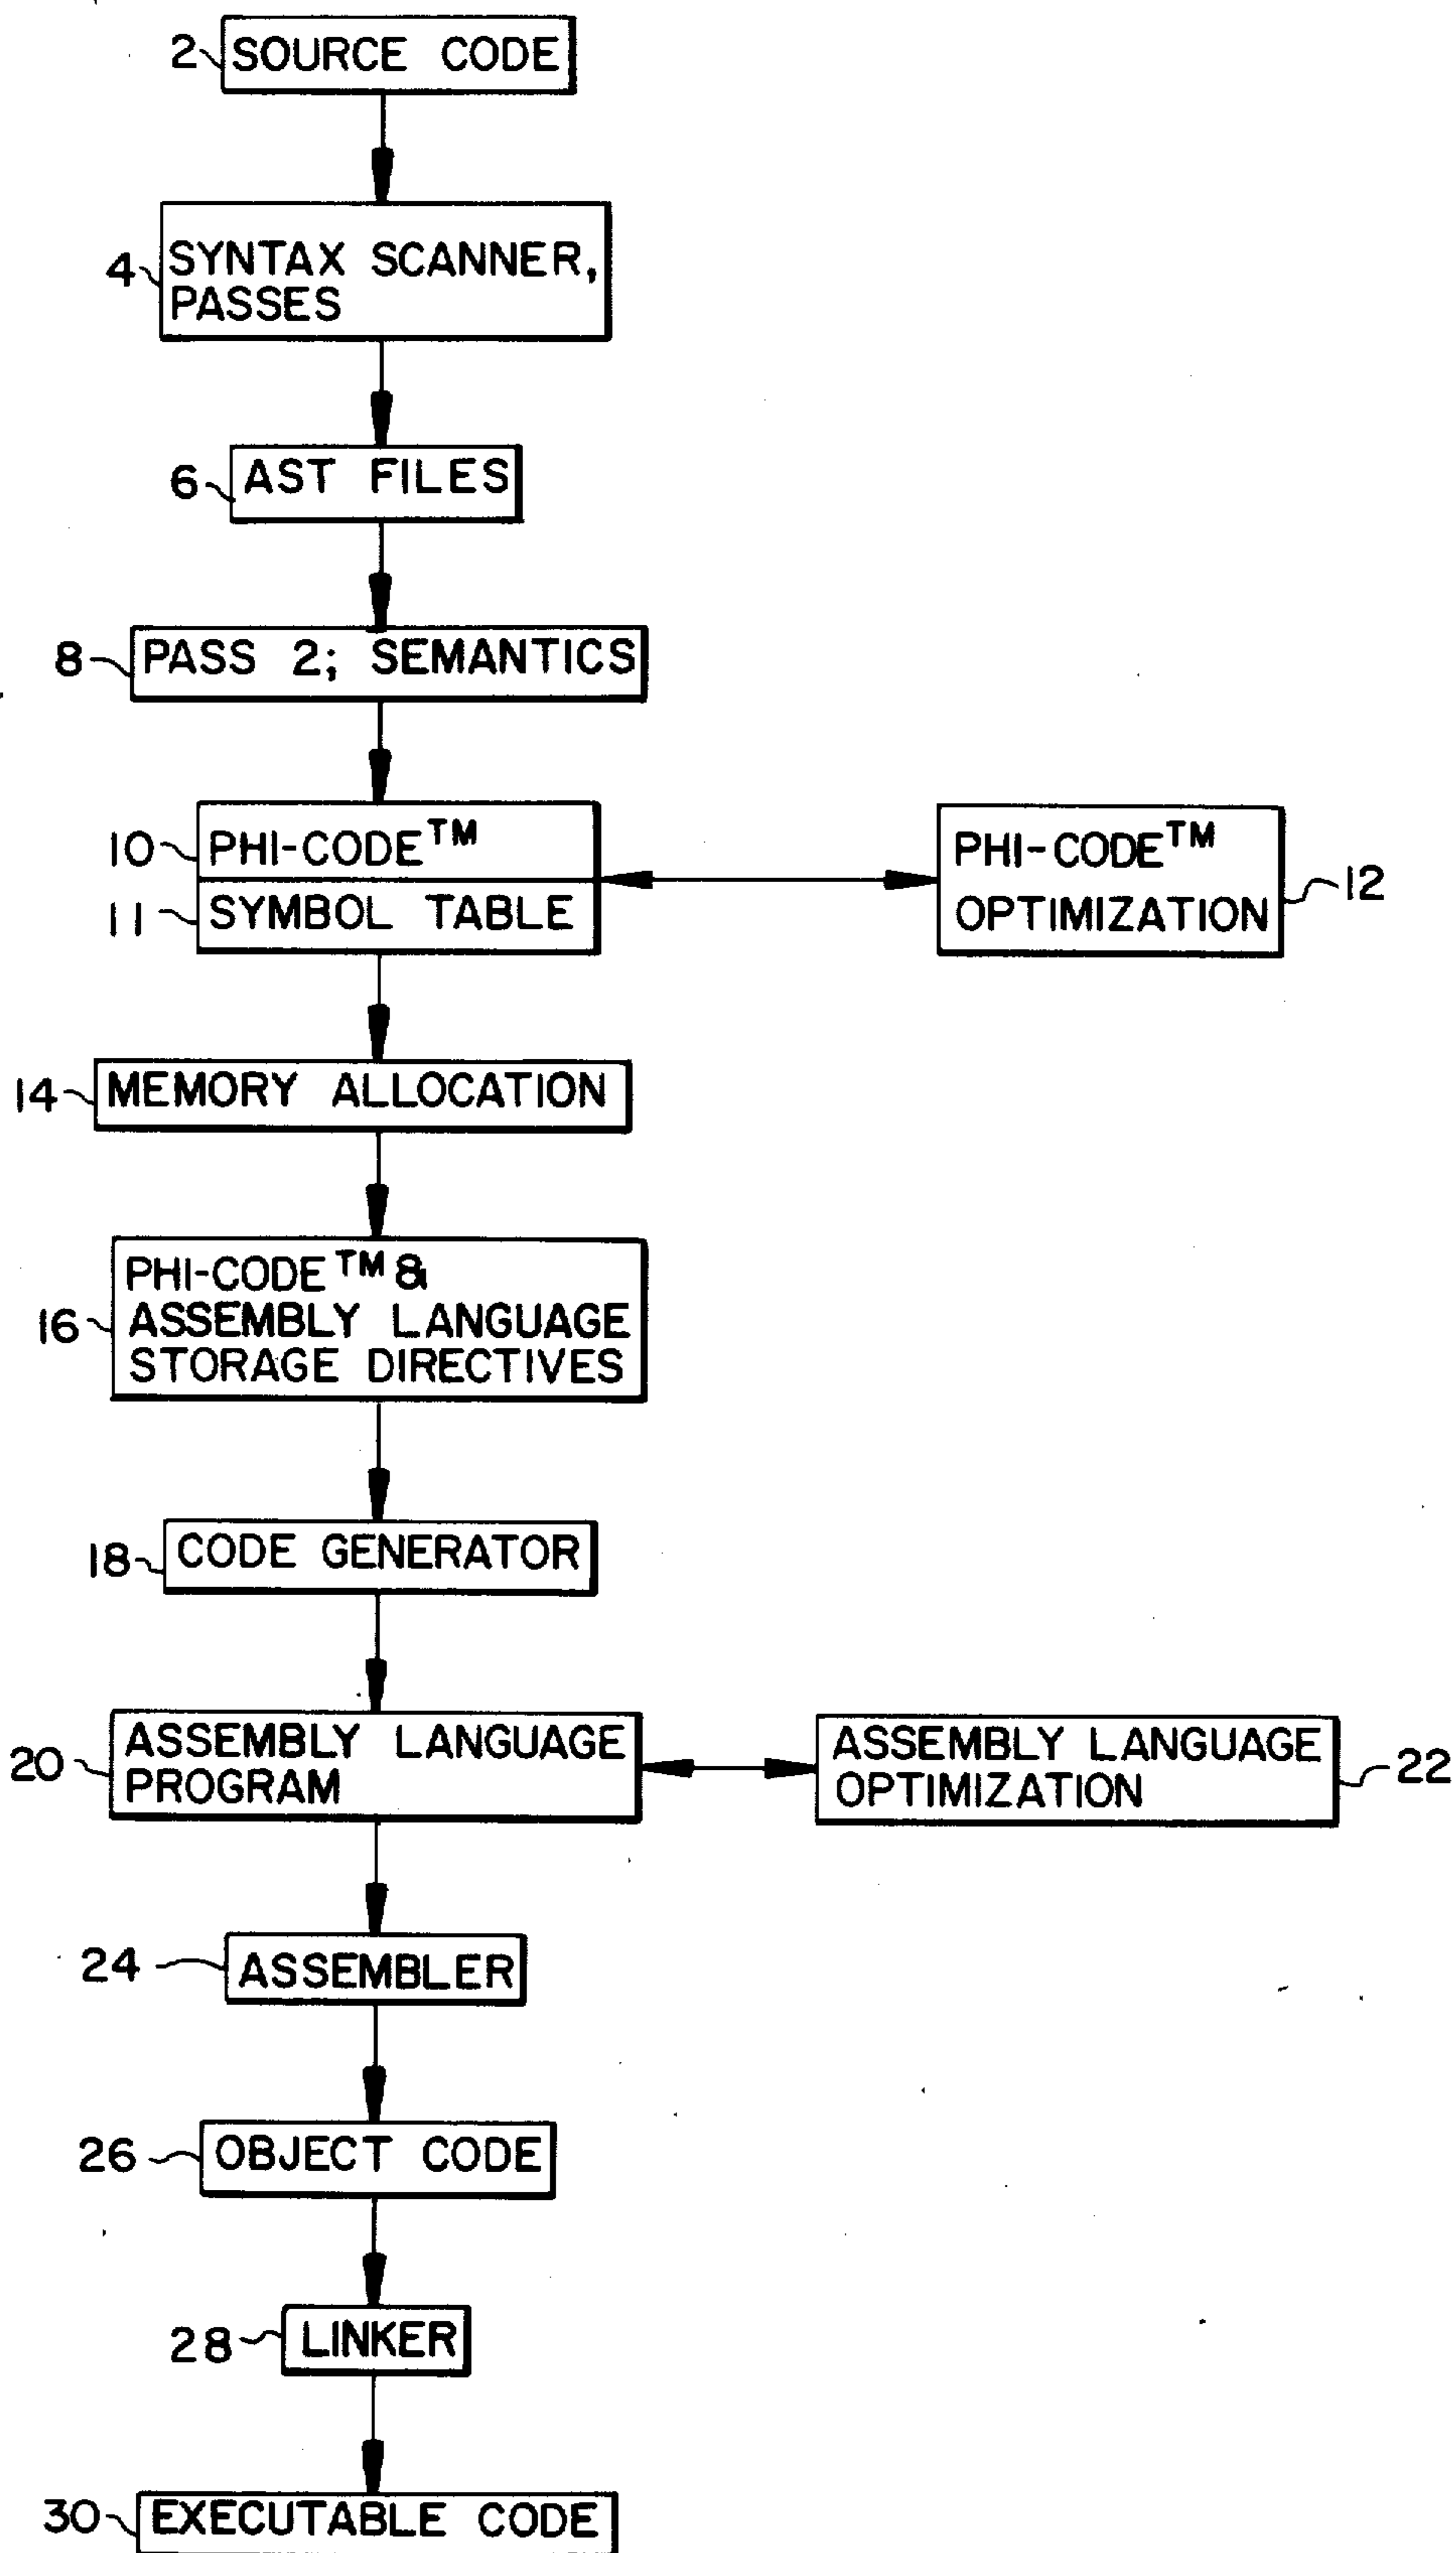 2 SOURCE CODE
4 SYNTAX SCANNER,
PASSES
6 AST FILES
8 PASS 2; SEMANTICS
10 PHI-CODE™
11 SYMBOL TABLE
PHI-CODE™
OPTIMIZATION 12
14 MEMORY ALLOCATION
16 PHI-CODE™ &
ASSEMBLY LANGUAGE
STORAGE DIRECTIVES
18 CODE GENERATOR
20 ASSEMBLY LANGUAGE
PROGRAM
ASSEMBLY LANGUAGE
OPTIMIZATION 22
24 ASSEMBLER
26 OBJECT CODE
28 LINKER
30 EXECUTABLE CODE